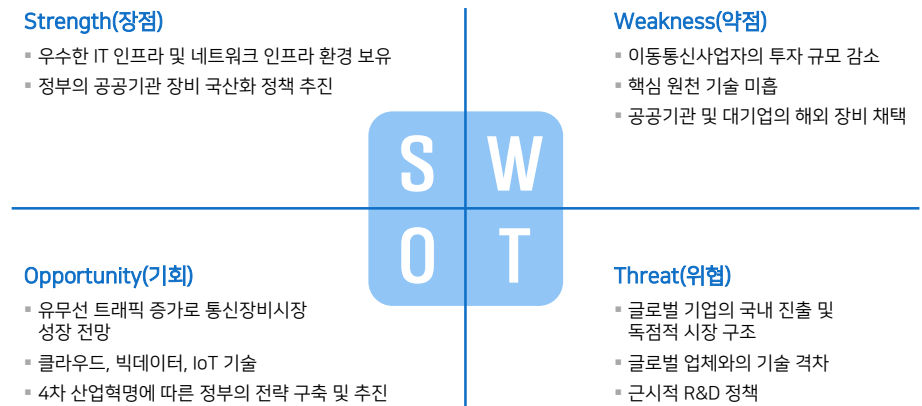 Strength(장점)
▪ 우수한 IT 인프라 및 네트워크 인프라 환경 보유
▪ 정부의 공공기관 장비 국산화 정책 추진
Weakness(약점)
▪ 이동통신사업자의 투자 규모 감소
▪ 핵심 원천 기술 미흡
▪ 공공기관 및 대기업의 해외 장비 채택
S W
O T
Opportunity(기회)
▪ 유무선 트래픽 증가로 통신장비시장
성장 전망
▪ 클라우드, 빅데이터, IoT 기술
▪ 4차 산업혁명에 따른 정부의 전략 구축 및 추진
Threat(위협)
▪ 글로벌 기업의 국내 진출 및
독점적 시장 구조
▪ 글로벌 업체와의 기술 격차
▪ 근시적 R&D 정책